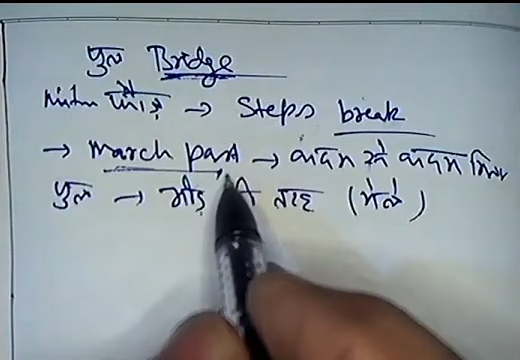 पुल Bridge
फौज → Steps break
→ March past → कदम से कदम मिला
पुल → भीड़ की तरह (मेले)